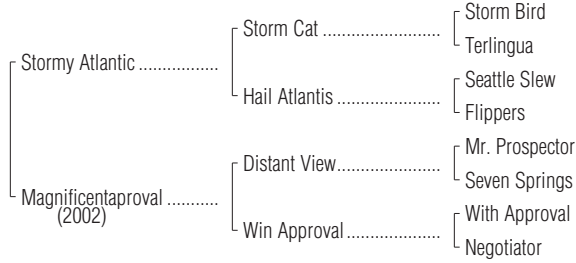 Storm Bird
Storm Cat ........................
Terlingua
Stormy Atlantic .................
Seattle Slew
Hail Atlantis .....................
Flippers
Mr. Prospector
Distant View.....................
Seven Springs
Magnificentaproval ...........
(2002)
With Approval
Win Approval...................
Negotiator